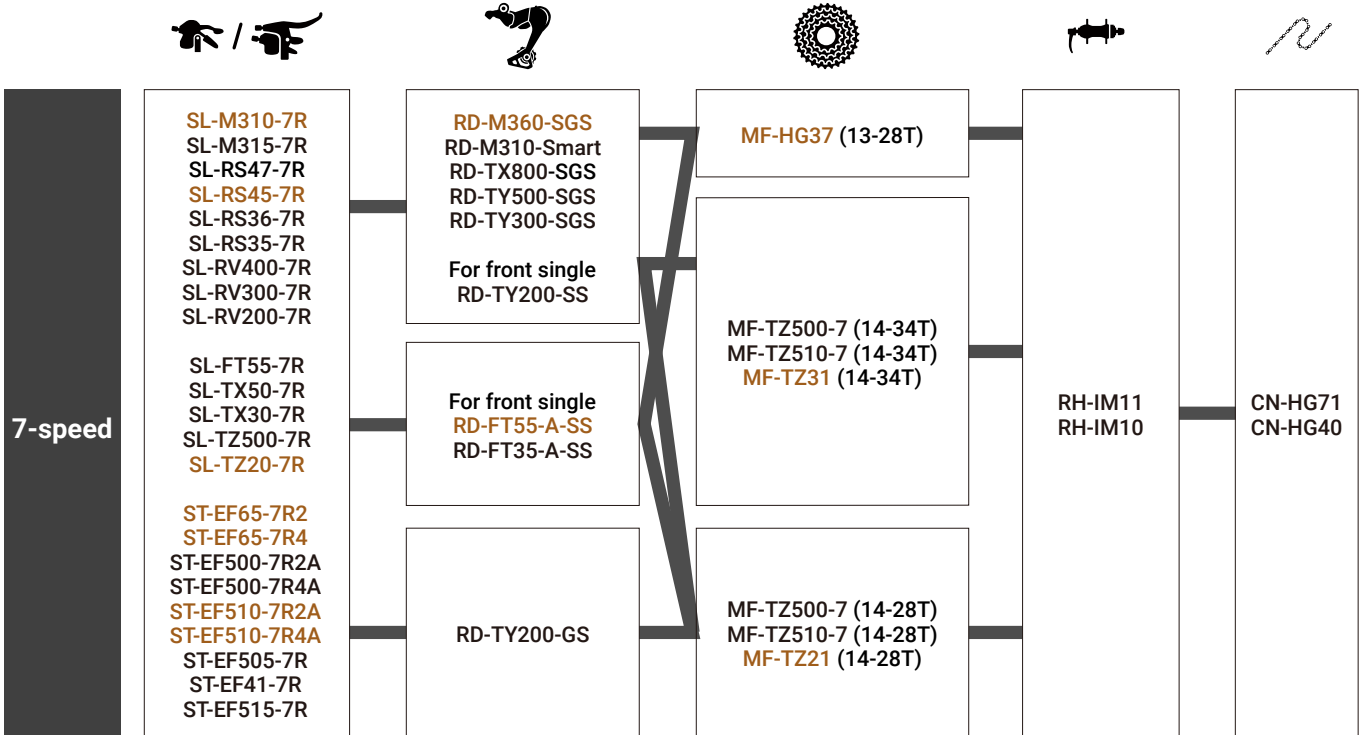 7-speed
SL-M310-7R
SL-M315-7R
SL-RS47-7R
SL-RS45-7R
SL-RS36-7R
SL-RS35-7R
SL-RV400-7R
SL-RV300-7R
SL-RV200-7R
SL-FT55-7R
SL-TX50-7R
SL-TX30-7R
SL-TZ500-7R
SL-TZ20-7R
ST-EF65-7R2
ST-EF65-7R4
ST-EF500-7R2A
ST-EF500-7R4A
ST-EF510-7R2A
ST-EF510-7R4A
ST-EF505-7R
ST-EF41-7R
ST-EF515-7R
RD-M360-SGS
RD-M310-Smart
RD-TX800-SGS
RD-TY500-SGS
RD-TY300-SGS
For front single
RD-TY200-SS
For front single
RD-FT55-A-SS
RD-FT35-A-SS
RD-TY200-GS
MF-HG37 (13-28T)
MF-TZ500-7 (14-34T)
MF-TZ510-7 (14-34T)
MF-TZ31 (14-34T)
MF-TZ500-7 (14-28T)
MF-TZ510-7 (14-28T)
MF-TZ21 (14-28T)
RH-IM11
RH-IM10
CN-HG71
CN-HG40